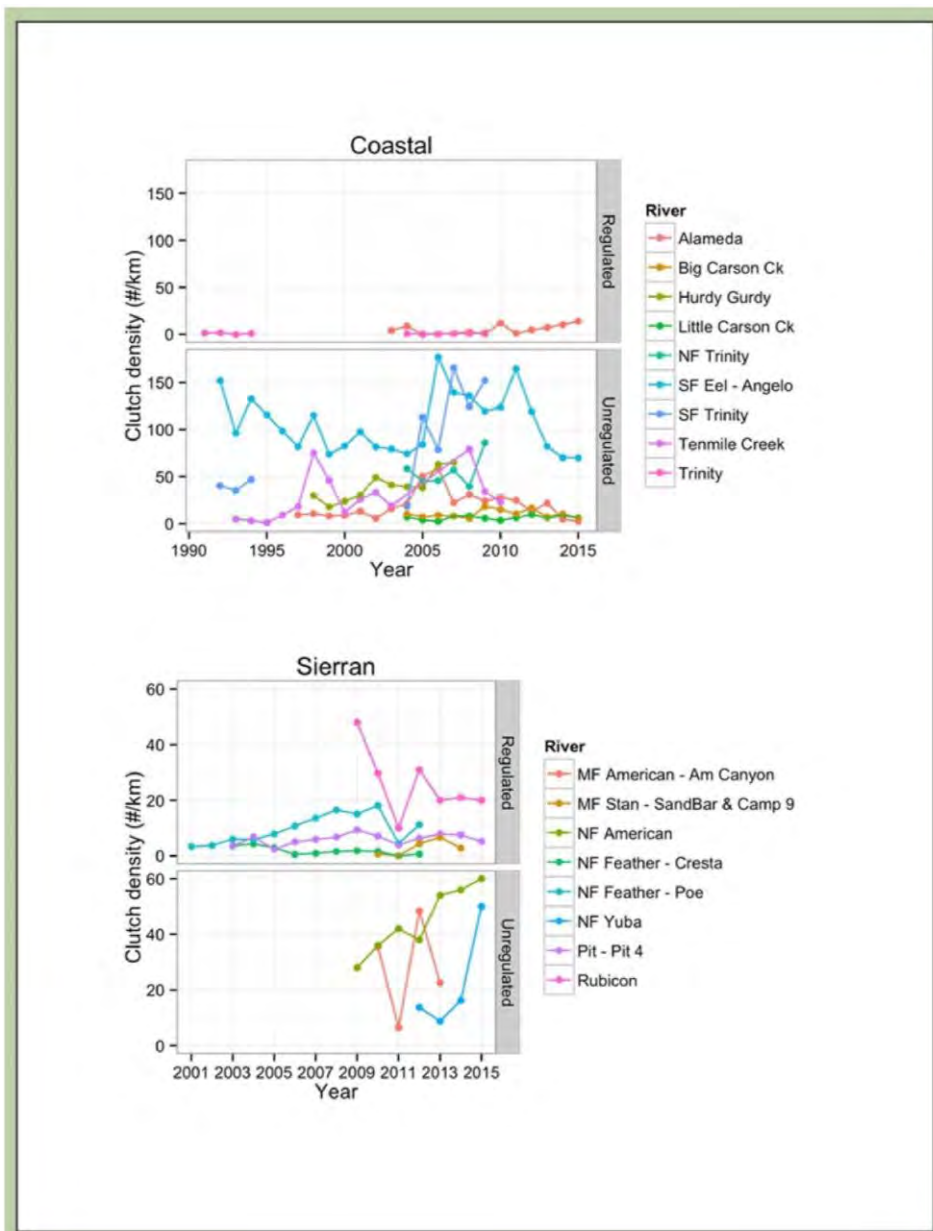 Coastal
Clutch density (#/km)
150
100
50
0
Regulated
150
100
50
0
Unregulated
1990 1995 2000 2005 2010 2015
Year
River
Alameda
Big Carson Ck
Hurdy Gurdy
Little Carson Ck
NF Trinity
SF Eel - Angelo
SF Trinity
Tenmile Creek
Trinity
Sierran
Clutch density (#/km)
60
40
20
0
Regulated
60
40
20
0
Unregulated
2001 2003 2005 2007 2009 2011 2013 2015
Year
River
MF American - Am Canyon
MF Stan - SandBar & Camp 9
NF American
NF Feather - Cresta
NF Feather - Poe
NF Yuba
Pit - Pit 4
Rubicon